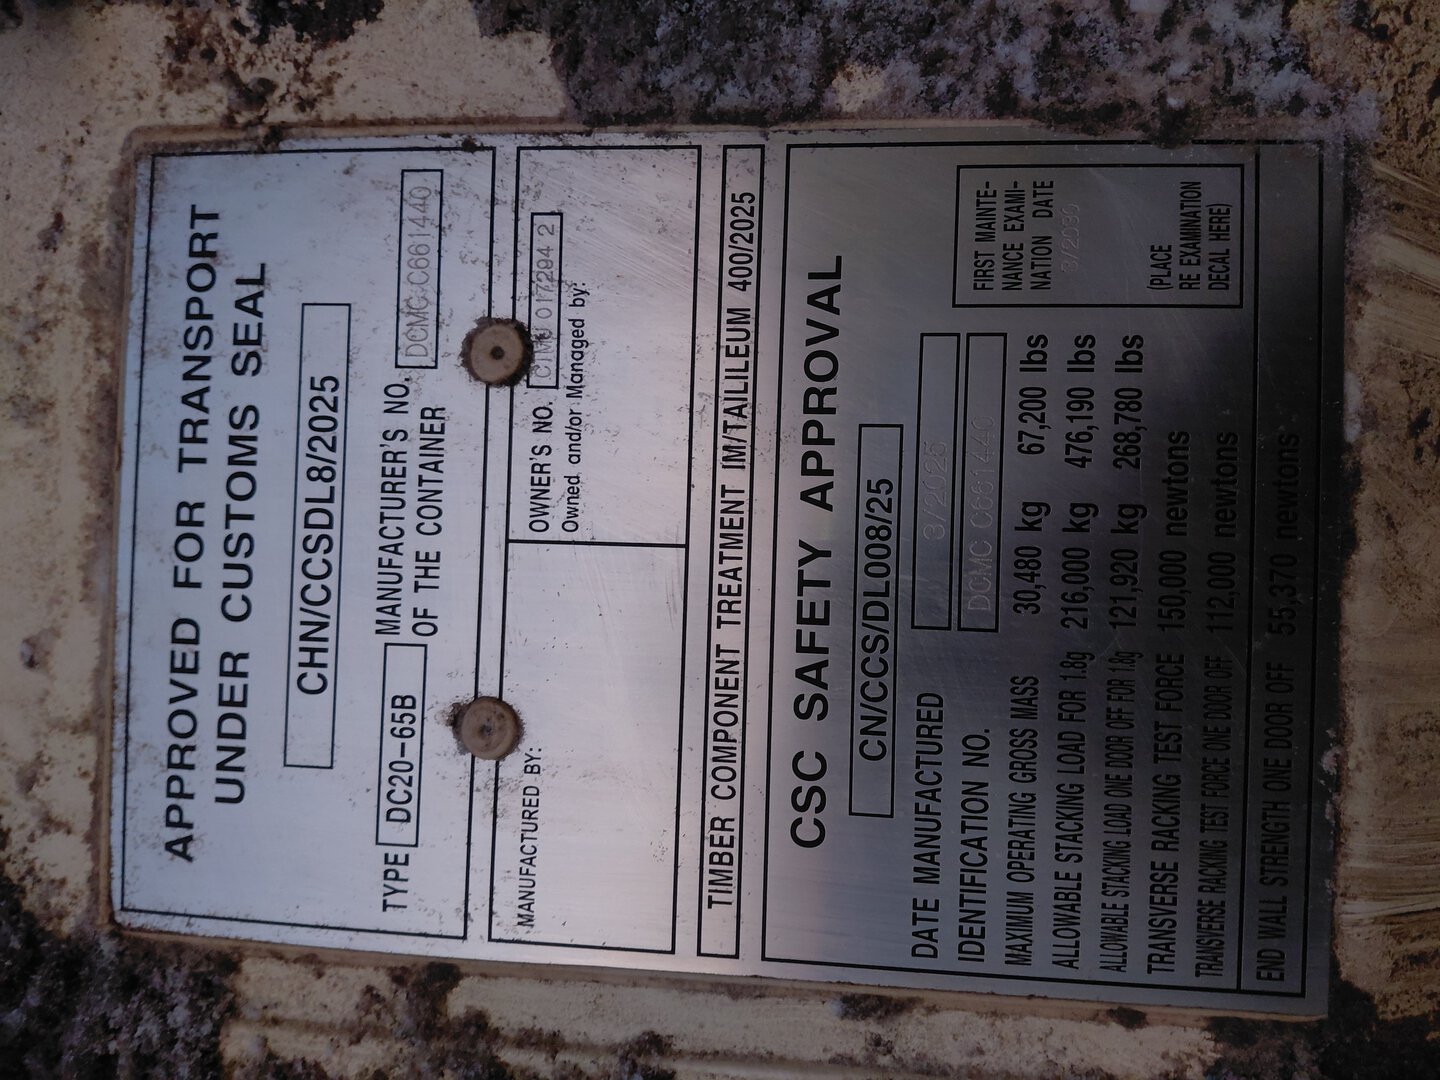 APPROVED FOR TRANSPORT
UNDER CUSTOMS SEAL
CHN/CCSDL8/2025
TYPE DC20-65B MANUFACTURER'S NO. DCMC C661440
OF THE CONTAINER
MANUFACTURED BY:
OWNER'S NO. 017294 2
Owned and/or Managed by:
TIMBER COMPONENT TREATMENT IM/TALILEUM 400/2025
CSC SAFETY APPROVAL
CN/CCS/DL008/25
DATE MANUFACTURED 3/2025
IDENTIFICATION NO. DCMC C661440
MAXIMUM OPERATING GROSS MASS 30,480 kg 67,200 lbs
ALLOWABLE STACKING LOAD FOR 1.8g 216,000 kg 476,190 lbs
ALLOWABLE STACKING LOAD ONE DOOR OFF FOR 1.8g 121,920 kg 268,780 lbs
TRANSVERSE RACKING TEST FORCE 150,000 newtons
TRANSVERSE RACKING TEST FORCE ONE DOOR OFF 112,000 newtons
END WALL STRENGTH ONE DOOR OFF 55,370 newtons
FIRST MAINTE-
NANCE EXAMI-
NATION DATE
(PLACE
RE EXAMINATION
DECAL HERE)